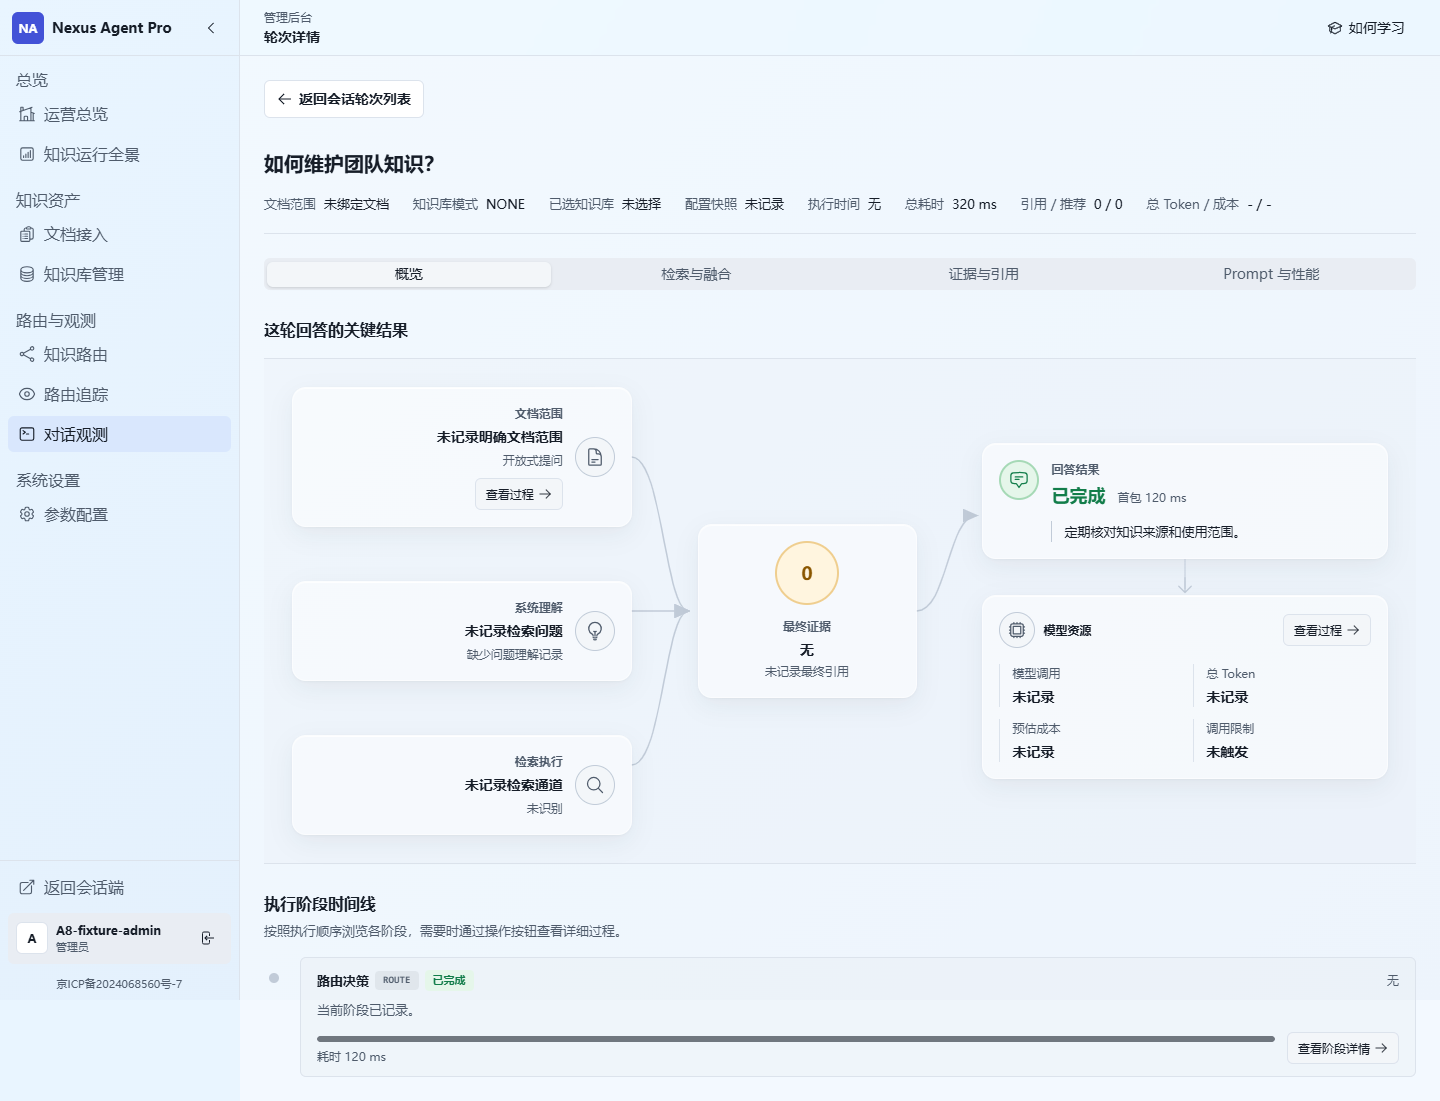 NA Nexus Agent Pro
总览
运营总览
知识运行全景
知识资产
文档接入
知识库管理
路由与观测
知识路由
路由追踪
对话观测
系统设置
参数配置
返回会话端
A
A8-fixture-admin
管理员
京ICP备2024068560号-7
管理后台
轮次详情
如何学习
返回会话轮次列表
如何维护团队知识?
文档范围 未绑定文档 知识库模式 NONE 已选知识库 未选择 配置快照 未记录 执行时间 无 总耗时 320 ms 引用 / 推荐 0 / 0 总 Token / 成本 - / -
概览 检索与融合 证据与引用 Prompt 与性能
这轮回答的关键结果
文档范围
未记录明确文档范围
开放式提问
查看过程
系统理解
未记录检索问题
缺少问题理解记录
检索执行
未记录检索通道
未识别
0
最终证据
无
未记录最终引用
回答结果
已完成 首包 120 ms
定期核对知识来源和使用范围。
模型资源 查看过程
模型调用 总 Token
未记录 未记录
预估成本 调用限制
未记录 未触发
执行阶段时间线
按照执行顺序浏览各阶段，需要时通过操作按钮查看详细过程。
路由决策 ROUTE 已完成 无
当前阶段已记录。
耗时 120 ms
查看阶段详情